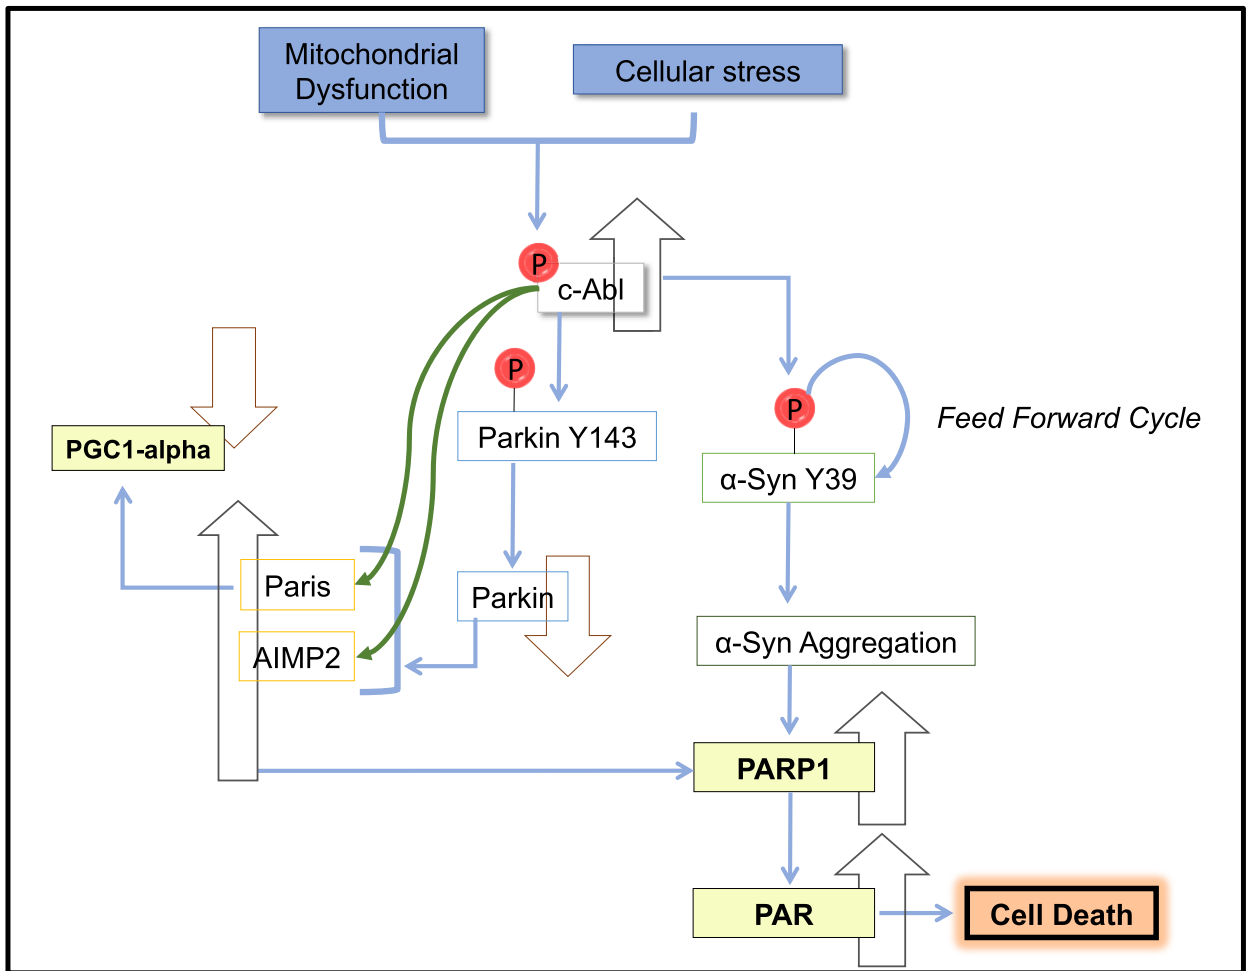 Mitochondrial
Dysfunction
Cellular stress
P
c-Abl
P
P
Feed Forward Cycle
PGC1-alpha
Parkin Y143
α-Syn Y39
Paris
Parkin
AIMP2
α-Syn Aggregation
PARP1
PAR
Cell Death